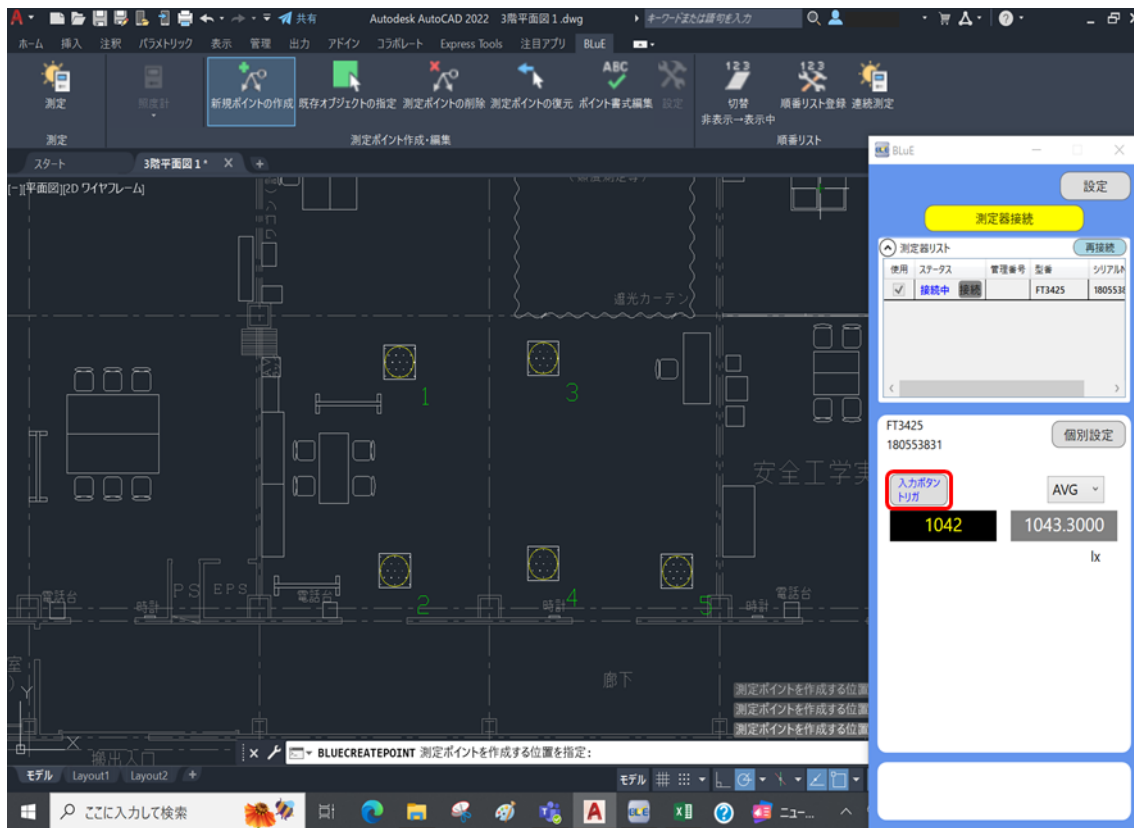 共有 Autodesk AutoCAD 2022 3階平面図1.dwg キーワードまたは語句を入力
ホーム 挿入 注釈 パラメトリック 表示 管理 出力 アドイン コラボレート Express Tools 注目アプリ BLuE
測定 照度計 新規ポイントの作成 既存オブジェクトの指定 測定ポイントの削除 測定ポイントの復元 ABC ポイント書式編集 設定 123 切替 非表示→表示中 123 順番リスト登録 連続測定
測定 測定ポイント作成・編集 順番リスト
スタート 3階平面図1* X +
[-][平面図][2D ワイヤフレーム]
BLuE
設定
測定器接続
測定器リスト 再接続
使用 ステータス 管理番号 型番 シリアルN
接続中 接続 FT3425 1805538
遮光カーテン
1 3
FT3425 個別設定
180553831
安全工学実
入力ボタン
トリガ
AVG
1042 1043.3000
lx
PS EPS
電話台 時計 電話台 2 時計 4 5 時計 電話台
廊下
室
測定ポイントを作成する位置
測定ポイントを作成する位置
測定ポイントを作成する位置
Y
X
搬出入口
BLUECREATEPOINT 測定ポイントを作成する位置を指定:
モデル Layout1 Layout2 + モデル
ここに入力して検索 A BLuE ニュー...